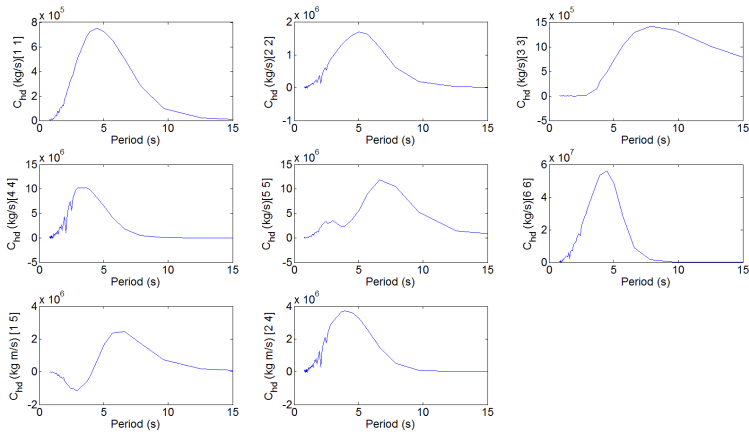 x 10^5
8
6
4
2
0
0 5 10 15
Period (s)
C_hd (kg/s)[1 1]
x 10^6
2
1
0
-1
0 5 10 15
Period (s)
C_hd (kg/s)[2 2]
x 10^5
15
10
5
0
-5
0 5 10 15
Period (s)
C_hd (kg/s)[3 3]
x 10^6
15
10
5
0
-5
0 5 10 15
Period (s)
C_hd (kg/s)[4 4]
x 10^6
15
10
5
0
-5
0 5 10 15
Period (s)
C_hd (kg/s)[5 5]
x 10^7
6
4
2
0
0 5 10 15
Period (s)
C_hd (kg/s)[6 6]
x 10^6
4
2
0
-2
0 5 10 15
Period (s)
C_hd (kg m/s) [1 5]
x 10^6
4
2
0
-2
0 5 10 15
Period (s)
C_hd (kg m/s) [2 4]